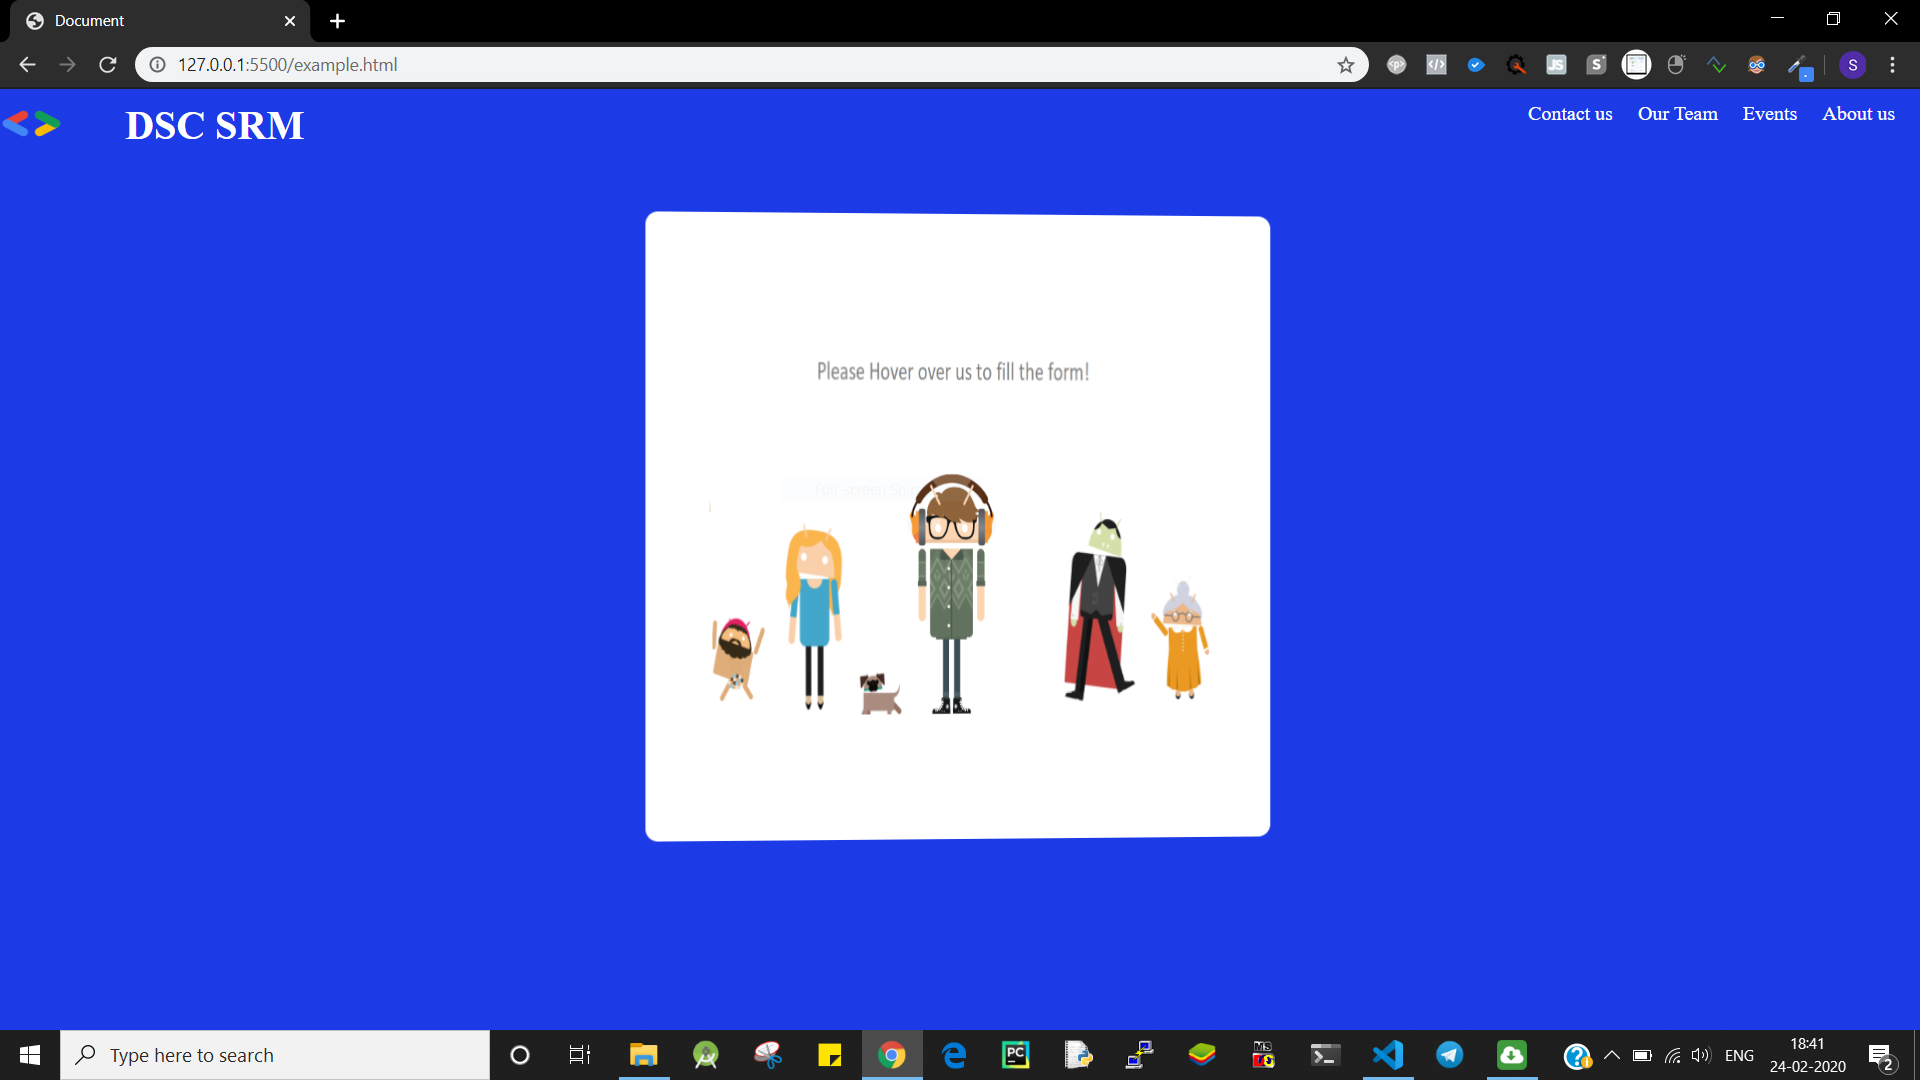 Document
127.0.0.1:5500/example.html
S
DSC SRM
Contact us Our Team Events About us
Please Hover over us to fill the form!
Full-screen
Type here to search
ENG
18:41
24-02-2020
2